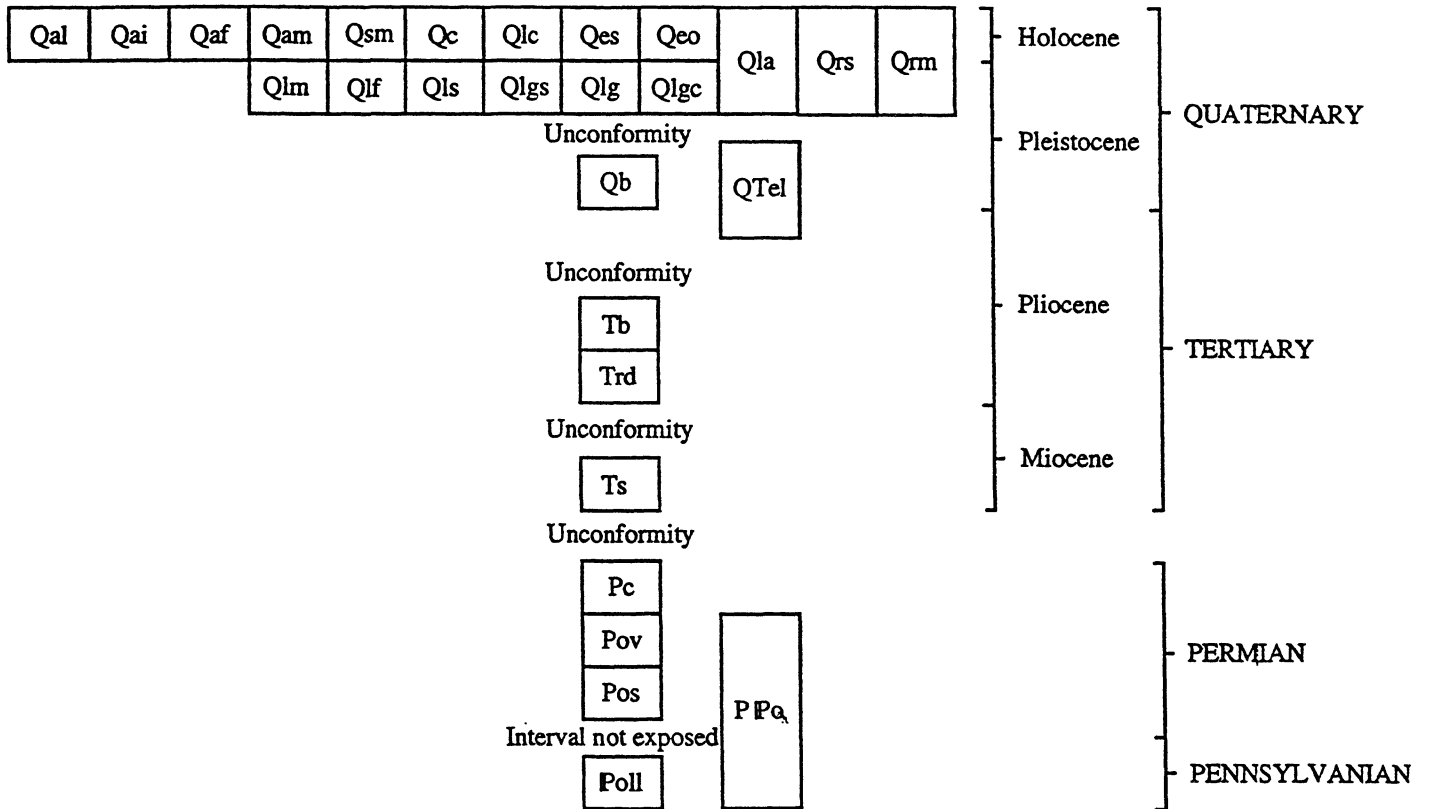 Qal Qai Qaf Qam Qsm Qc Qlc Qes Qeo Qla Qrs Qrm
Qlm Qlf Qls Qlgs Qlg Qlgc
Unconformity
Qb
QTel
Unconformity
Tb
Trd
Unconformity
Ts
Unconformity
Pc
Pov
Pos
Interval not exposed
ℙoll
PℙPo
Holocene
Pleistocene
Pliocene
Miocene
QUATERNARY
TERTIARY
PERMIAN
PENNSYLVANIAN